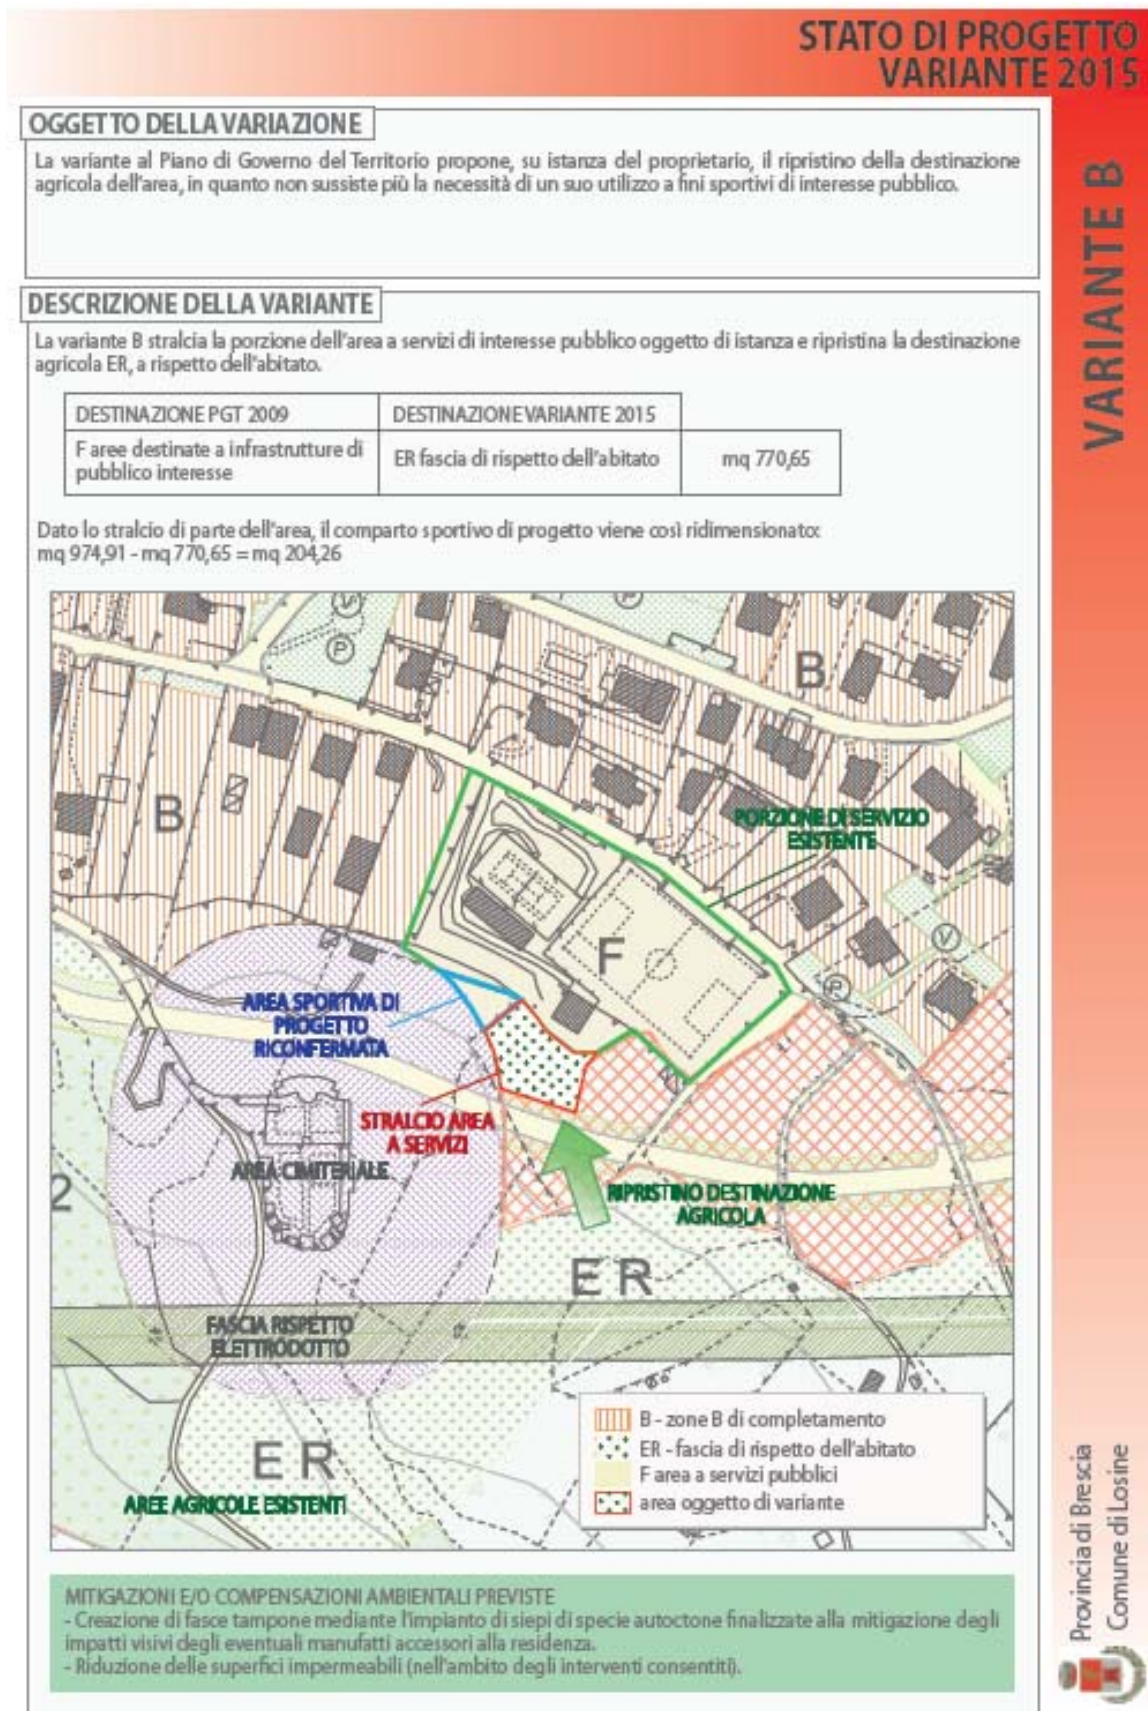 STATO DI PROGETTO
VARIANTE 2015
VARIANTE B
OGGETTO DELLA VARIAZIONE
La variante al Piano di Governo del Territorio propone, su istanza del proprietario, il ripristino della destinazione
agricola dell'area, in quanto non sussiste più la necessità di un suo utilizzo a fini sportivi di interesse pubblico.
DESCRIZIONE DELLA VARIANTE
La variante B stralcia la porzione dell'area a servizi di interesse pubblico oggetto di istanza e ripristina la destinazione
agricola ER, a rispetto dell'abitato.
DESTINAZIONE PGT 2009
DESTINAZIONE VARIANTE 2015
F aree destinate a infrastrutture di
pubblico interesse
ER fascia di rispetto dell'abitato
mq 770,65
Dato lo stralcio di parte dell'area, il comparto sportivo di progetto viene così ridimensionato:
mq 974,91 - mq 770,65 = mq 204,26
V
P
P
B
B
PORZIONE DI SERVIZIO
ESISTENTE
F
V
P
AREA SPORTIVA DI
PROGETTO
RICONFERMATA
STRALCIO AREA
A SERVIZI
AREA CIMITERIALE
2
RIPRISTINO DESTINAZIONE
AGRICOLA
E R
FASCIA RISPETTO
ELETTRODOTTO
E R
AREE AGRICOLE ESISTENTI
B - zone B di completamento
ER - fascia di rispetto dell'abitato
F area a servizi pubblici
area oggetto di variante
MITIGAZIONI E/O COMPENSAZIONI AMBIENTALI PREVISTE
- Creazione di fasce tampone mediante l'impianto di siepi di specie autoctone finalizzate alla mitigazione degli
impatti visivi degli eventuali manufatti accessori alla residenza.
- Riduzione delle superfici impermeabili (nell'ambito degli interventi consentiti).
Provincia di Brescia
Comune di Losine